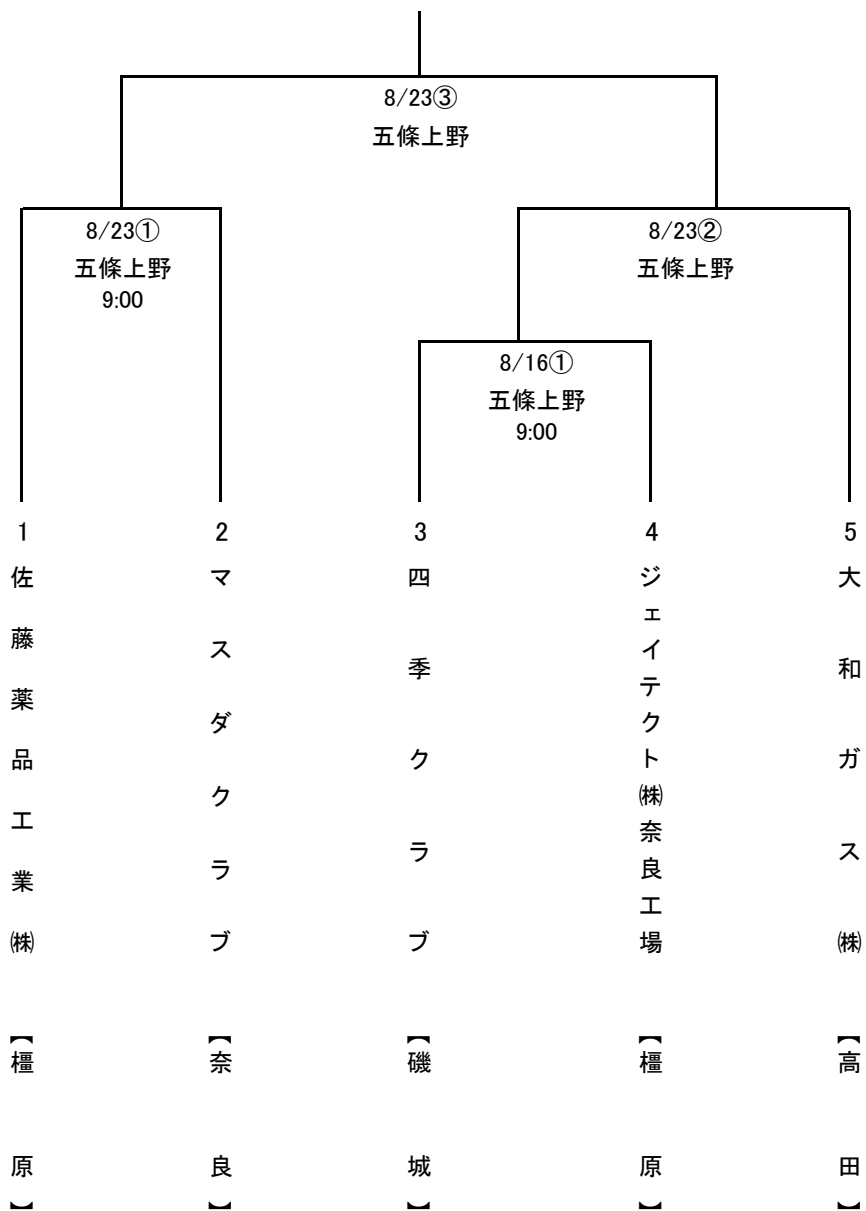 8/23③
五條上野
8/23①
五條上野
9:00
8/23②
五條上野
8/16①
五條上野
9:00
1
佐藤薬品工業㈱
【橿原】
2
マスダクラブ
【奈良】
3
四季クラブ
【磯城】
4
ジェイテクト㈱奈良工場
【橿原】
5
大和ガス㈱
【高田】